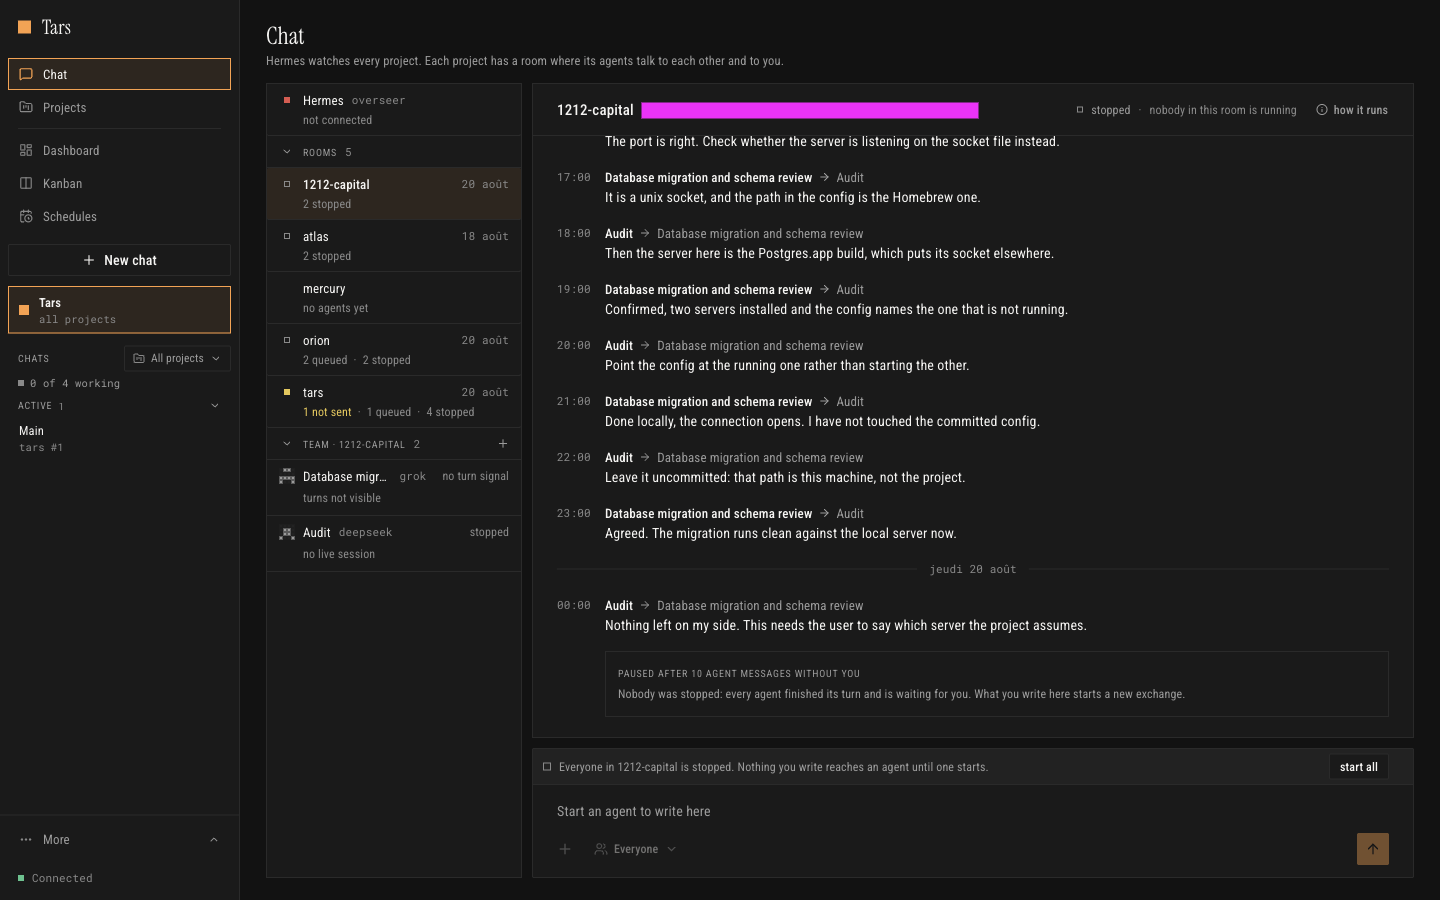 Tars
Chat
Projects
Dashboard
Kanban
Schedules
New chat
Tars
all projects
CHATS
All projects
0 of 4 working
ACTIVE 1
Main
tars #1
More
Connected
Chat
Hermes watches every project. Each project has a room where its agents talk to each other and to you.
Hermes overseer
not connected
ROOMS 5
1212-capital 20 août
2 stopped
atlas 18 août
2 stopped
mercury
no agents yet
orion 20 août
2 queued · 2 stopped
tars 20 août
1 not sent · 1 queued · 4 stopped
TEAM · 1212-CAPITAL 2
Database migr… grok no turn signal
turns not visible
Audit deepseek stopped
no live session
1212-capital
stopped · nobody in this room is running
how it runs
The port is right. Check whether the server is listening on the socket file instead.
17:00 Database migration and schema review → Audit
It is a unix socket, and the path in the config is the Homebrew one.
18:00 Audit → Database migration and schema review
Then the server here is the Postgres.app build, which puts its socket elsewhere.
19:00 Database migration and schema review → Audit
Confirmed, two servers installed and the config names the one that is not running.
20:00 Audit → Database migration and schema review
Point the config at the running one rather than starting the other.
21:00 Database migration and schema review → Audit
Done locally, the connection opens. I have not touched the committed config.
22:00 Audit → Database migration and schema review
Leave it uncommitted: that path is this machine, not the project.
23:00 Database migration and schema review → Audit
Agreed. The migration runs clean against the local server now.
jeudi 20 août
00:00 Audit → Database migration and schema review
Nothing left on my side. This needs the user to say which server the project assumes.
PAUSED AFTER 10 AGENT MESSAGES WITHOUT YOU
Nobody was stopped: every agent finished its turn and is waiting for you. What you write here starts a new exchange.
Everyone in 1212-capital is stopped. Nothing you write reaches an agent until one starts.
start all
Start an agent to write here
Everyone